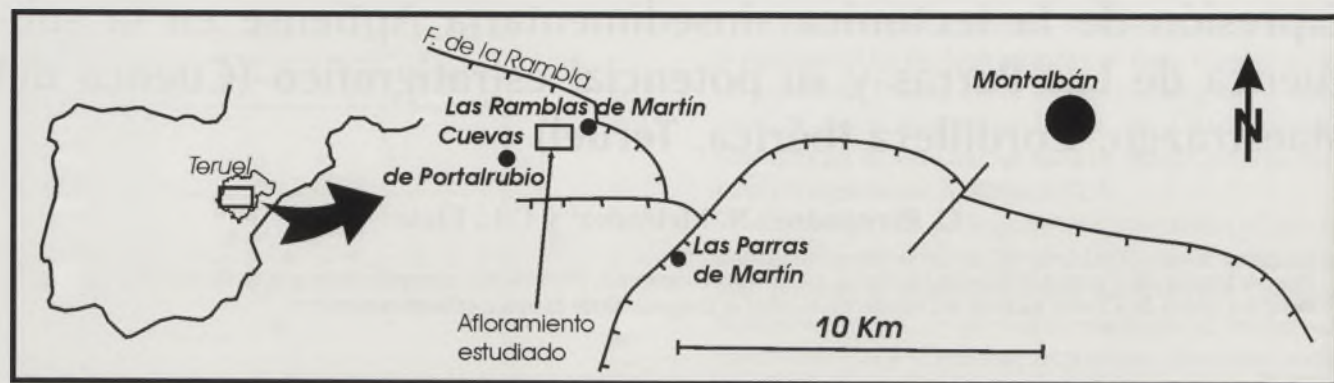 F. de la Rambla
Montalbán
Las Ramblas de Martín
Cuevas
de Portalrubio
Teruel
N
Las Parras
de Martín
Afloramiento
estudiado
10 Km